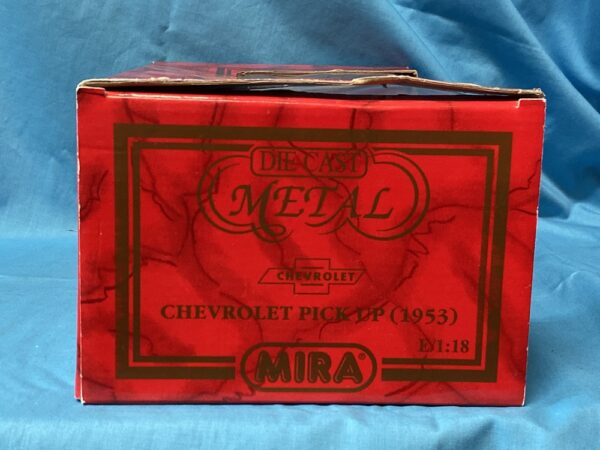 DIE-CAST
METAL
CHEVROLET
CHEVROLET PICK UP (1953)
E/1:18
MIRA®